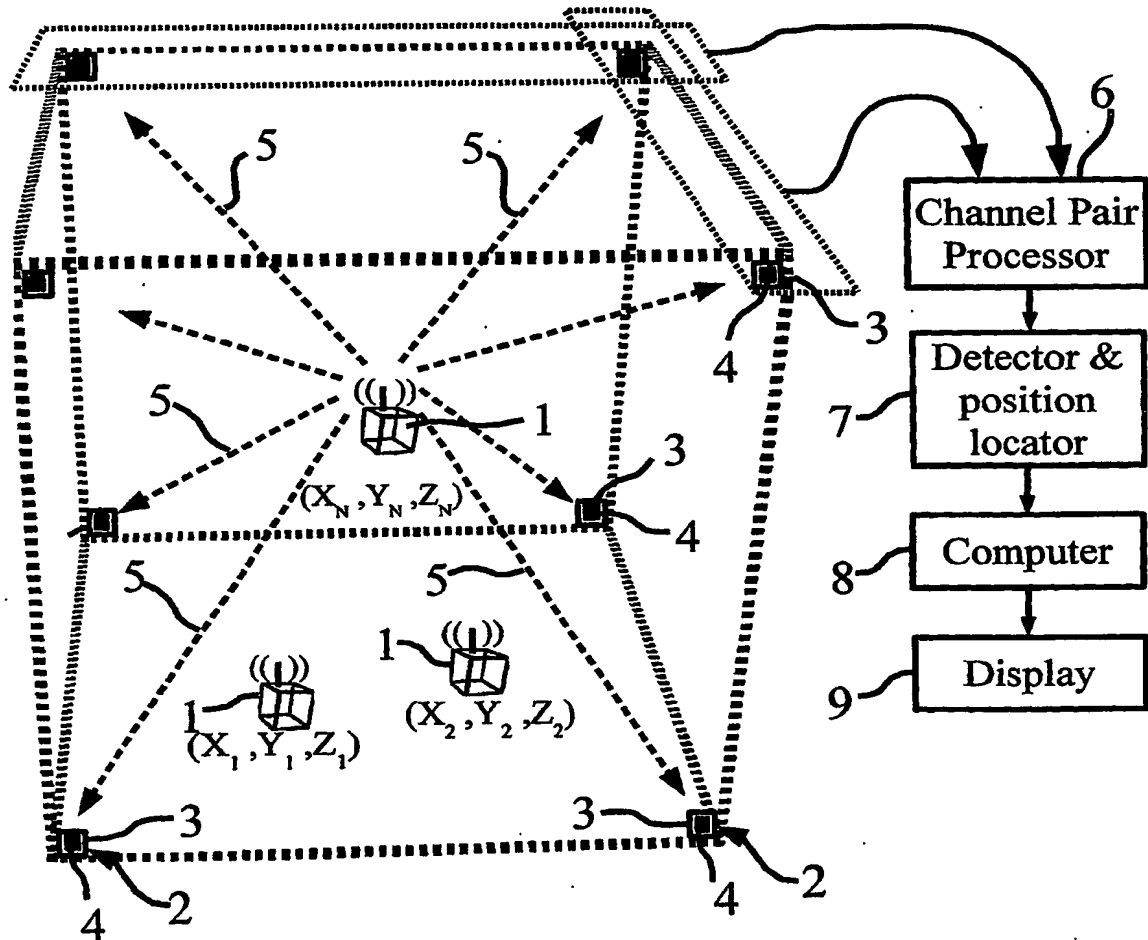 6
5
5
Channel Pair
Processor
3
4
Detector &
position
locator
7
((  ))
1
5
3
(X_N, Y_N, Z_N)
4
Computer
8
5
5
((  ))
1
((  ))
Display
9
1
(X_2, Y_2, Z_2)
(X_1, Y_1, Z_1)
3
3
4
2
4
2